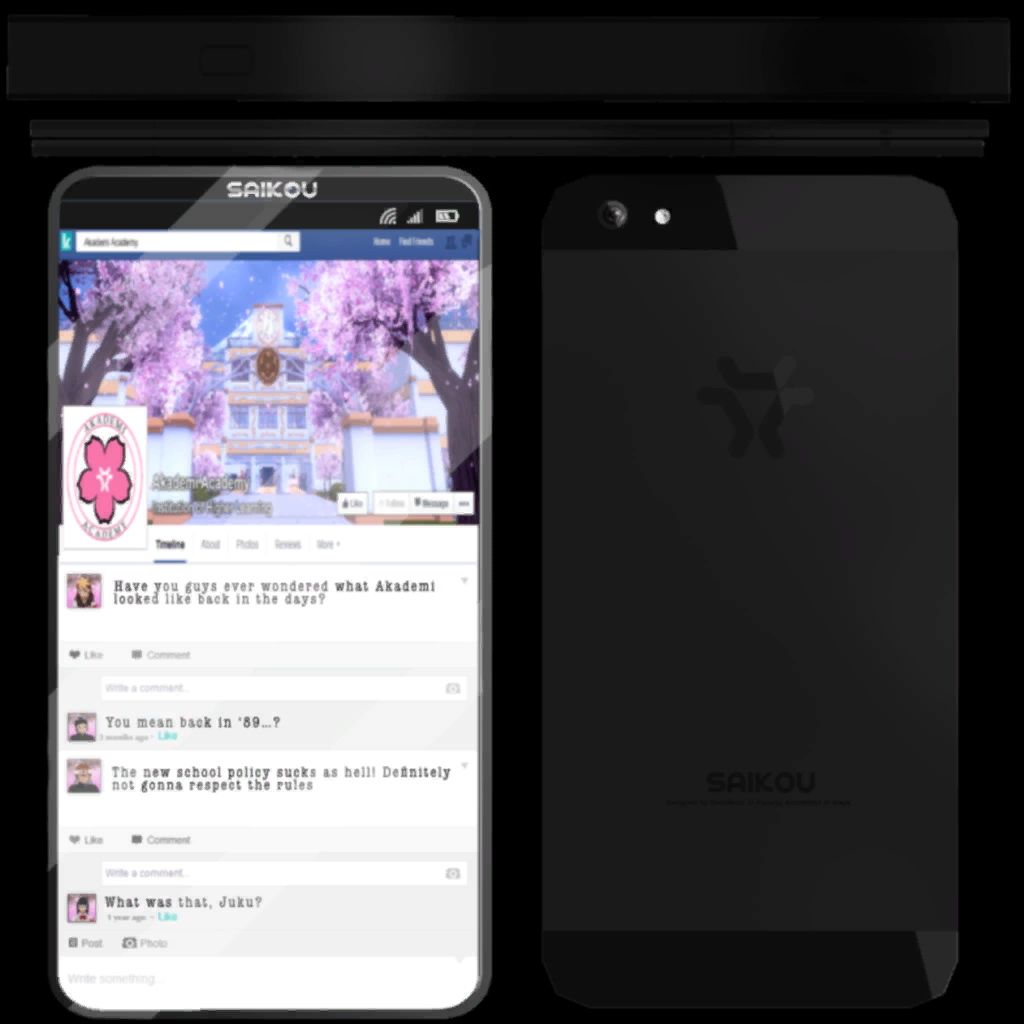 SAIKOU
Akademi Academy
Home Find Friends
AKADEMI
ACADEMY
Akademi Academy
Institution of Higher Learning
Like Follow Message
Timeline About Photos Reviews More
Have you guys ever wondered what Akademi
looked like back in the days?
Like Comment
Write a comment...
You mean back in '89...?
ago - Like
The new school policy sucks as hell! Definitely
not gonna respect the rules
Like Comment
Write a comment...
What was that, Juku?
1 year ago - Like
Post Photo
Write something...
SAIKOU